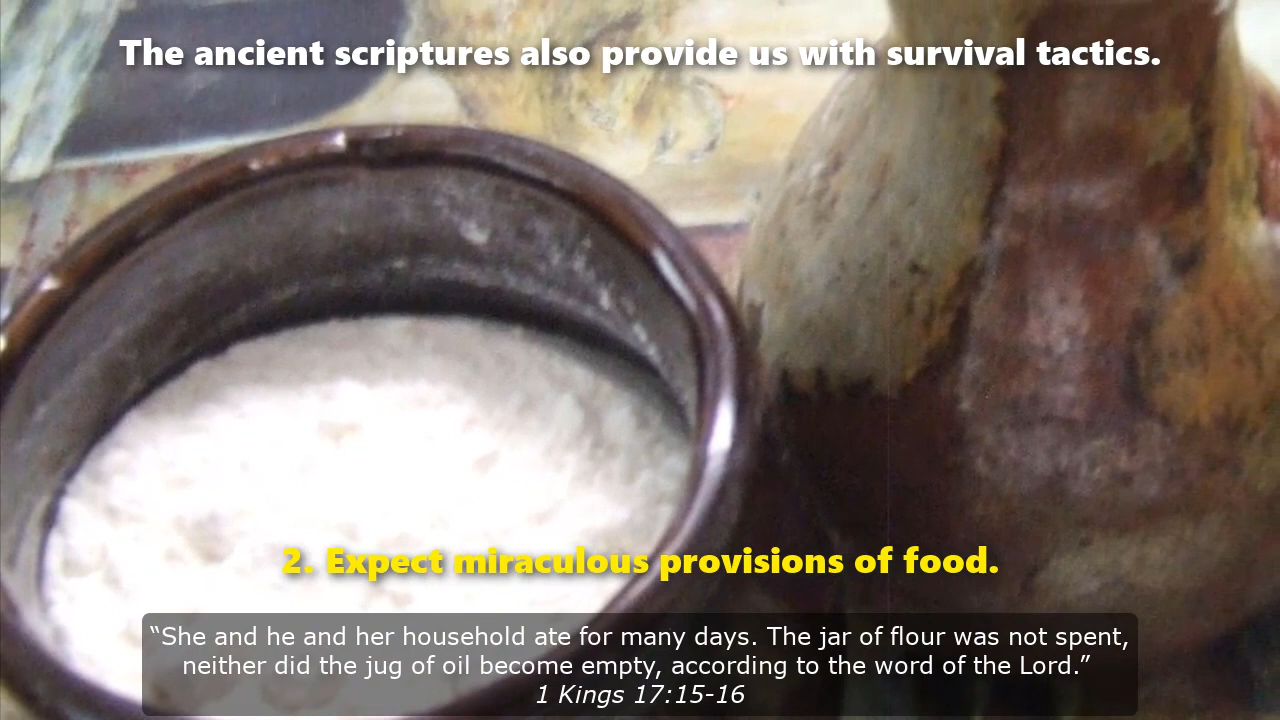 The ancient scriptures also provide us with survival tactics.
2. Expect miraculous provisions of food.
“She and he and her household ate for many days. The jar of flour was not spent,
neither did the jug of oil become empty, according to the word of the Lord.”
1 Kings 17:15-16